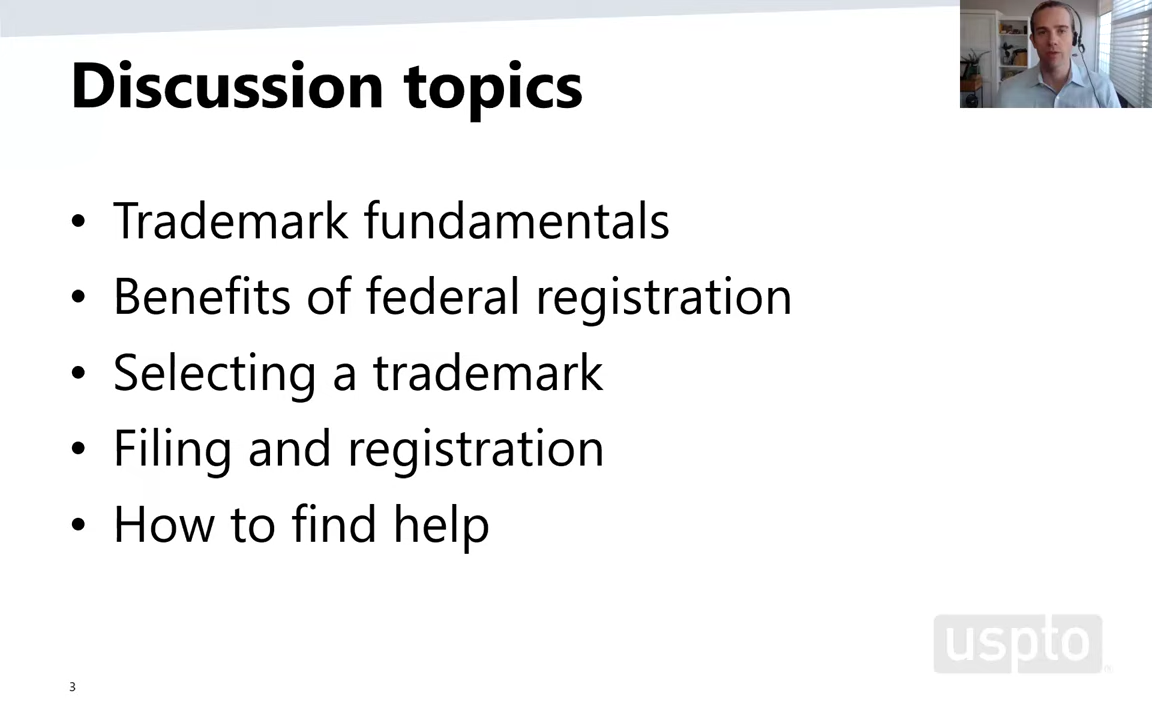 Discussion topics
• Trademark fundamentals
• Benefits of federal registration
• Selecting a trademark
• Filing and registration
• How to find help
uspto®
3